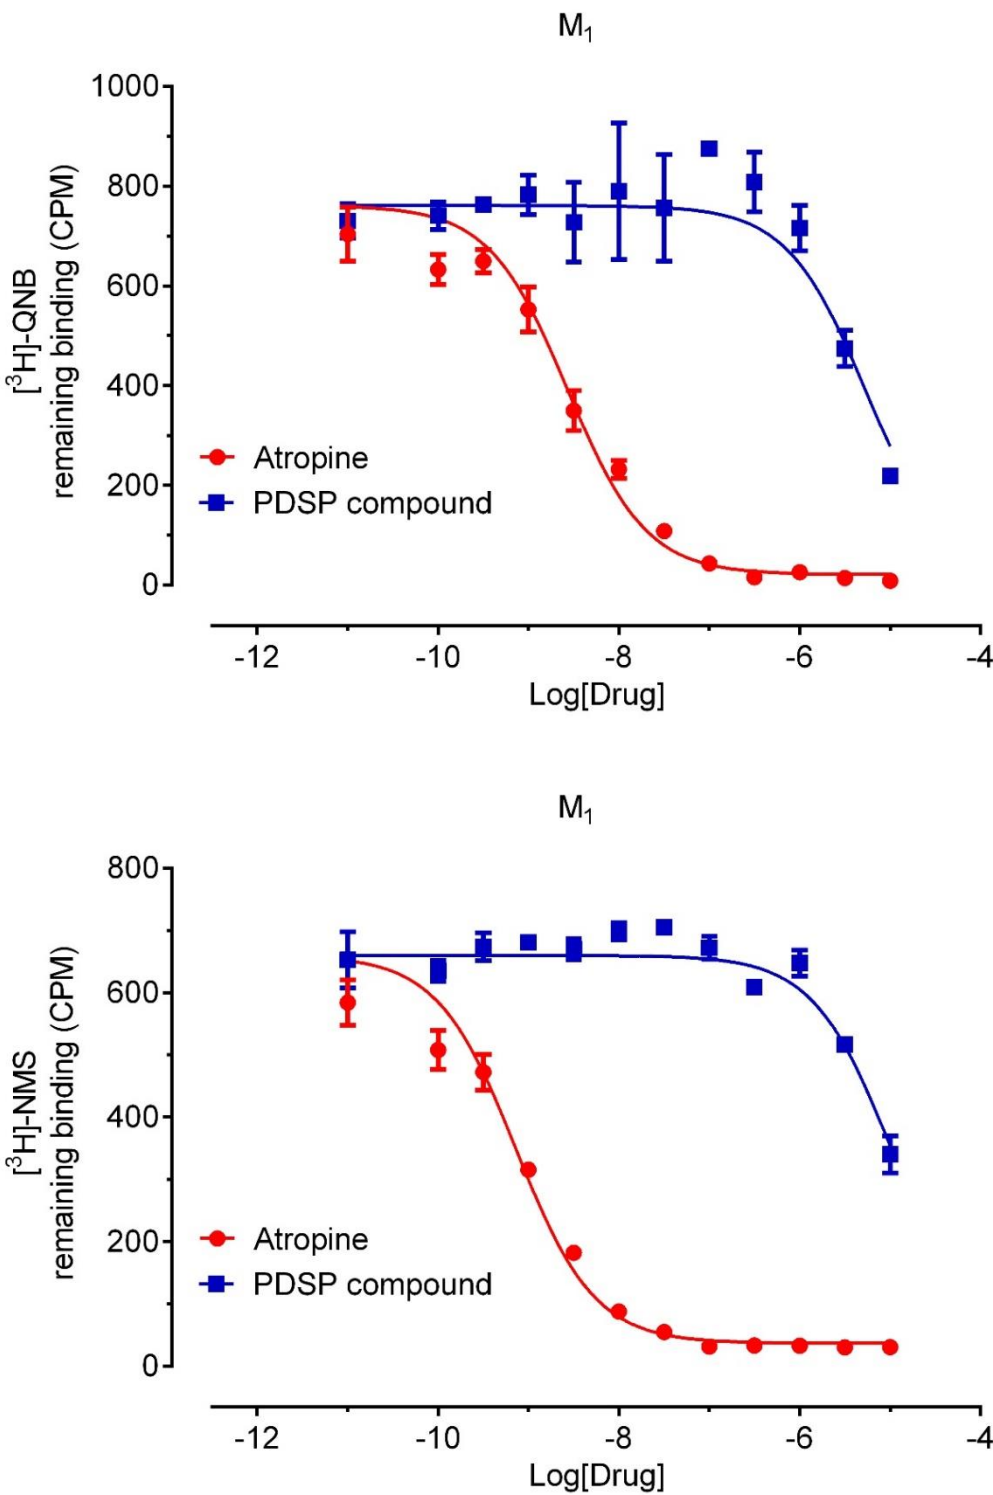 M₁
1000
800
600
400
200
0
[³H]-QNB
remaining binding (CPM)
Atropine
PDSP compound
-12 -10 -8 -6 -4
Log[Drug]
M₁
800
600
400
200
0
[³H]-NMS
remaining binding (CPM)
Atropine
PDSP compound
-12 -10 -8 -6 -4
Log[Drug]